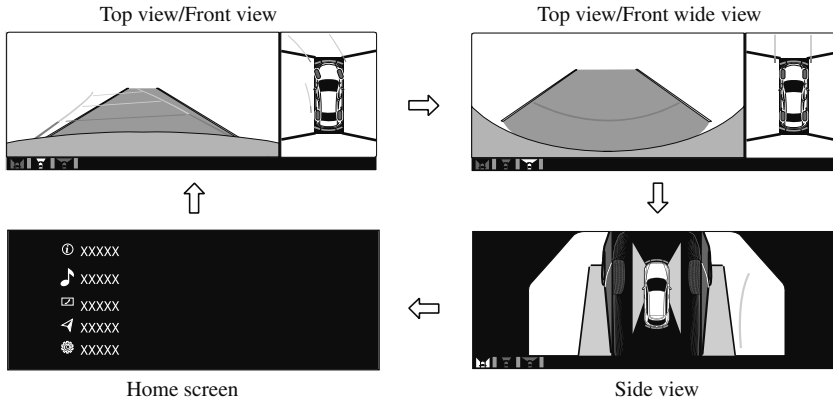 Top view/Front view
Top view/Front wide view
XXXXX
XXXXX
XXXXX
XXXXX
XXXXX
Home screen
Side view